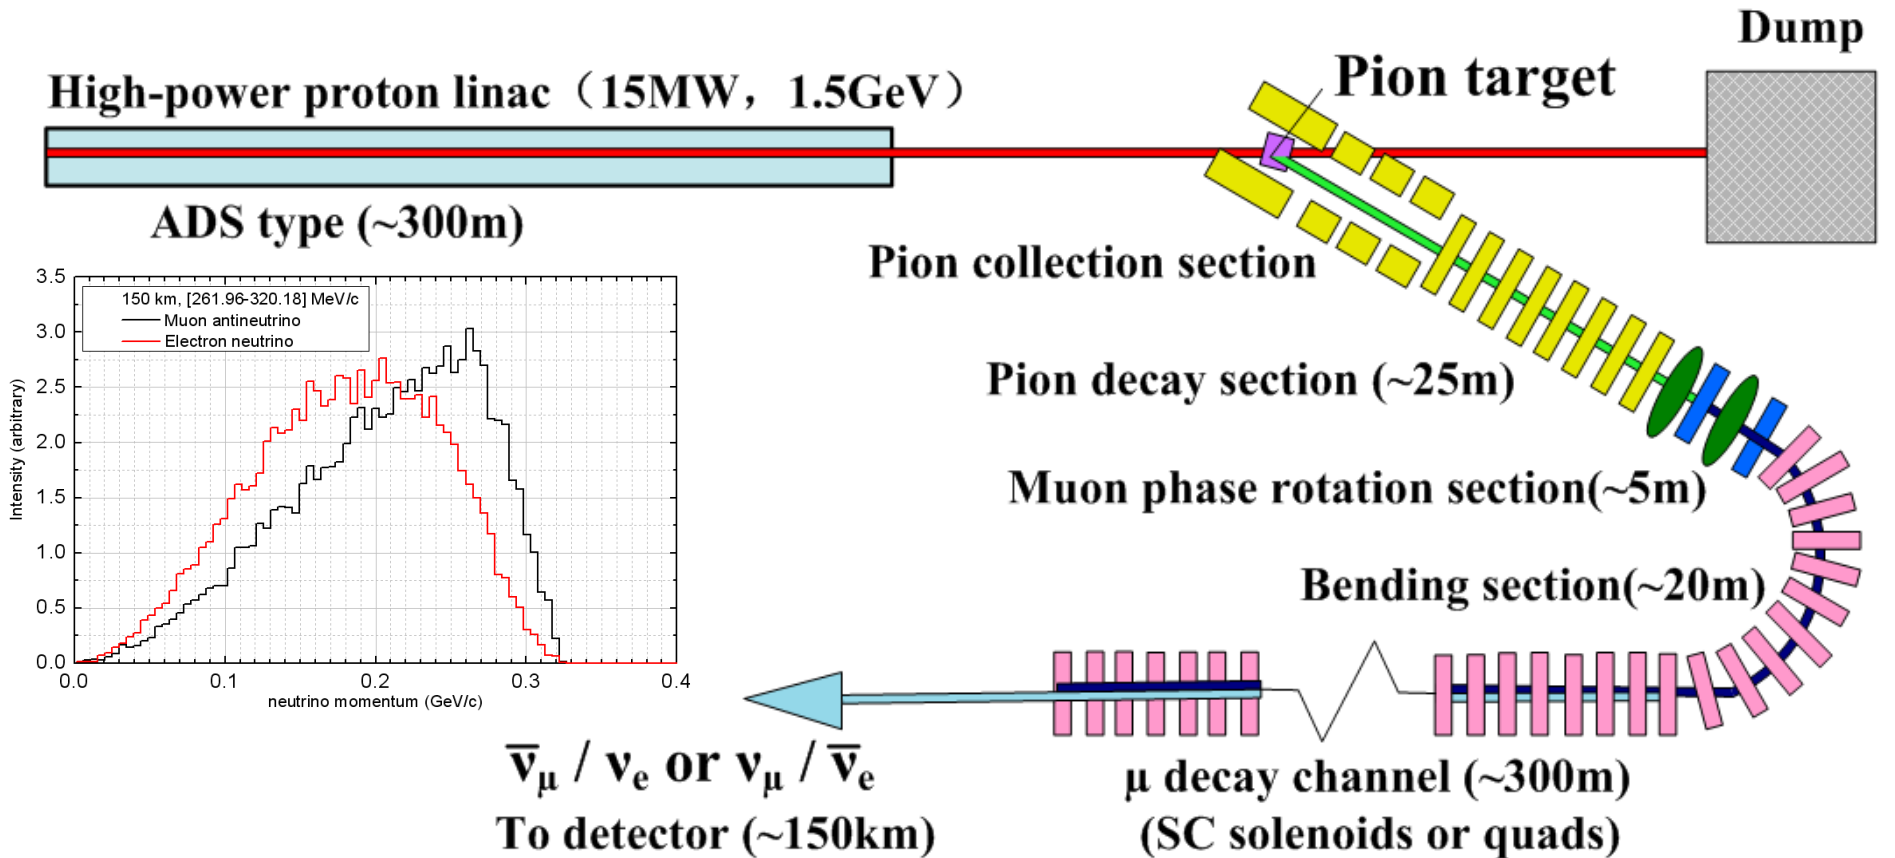 Dump
High-power proton linac（15MW，1.5GeV）
Pion target
ADS type (~300m)
Pion collection section
Pion decay section (~25m)
Muon phase rotation section(~5m)
Bending section(~20m)
3.5
3.0
2.5
2.0
1.5
1.0
0.5
0.0
Intensity (arbitrary)
150 km, [261.96-320.18] MeV/c
Muon antineutrino
Electron neutrino
0.0 0.1 0.2 0.3 0.4
neutrino momentum (GeV/c)
ν̅μ / νe or νμ / ν̅e
To detector (~150km)
μ decay channel (~300m)
(SC solenoids or quads)